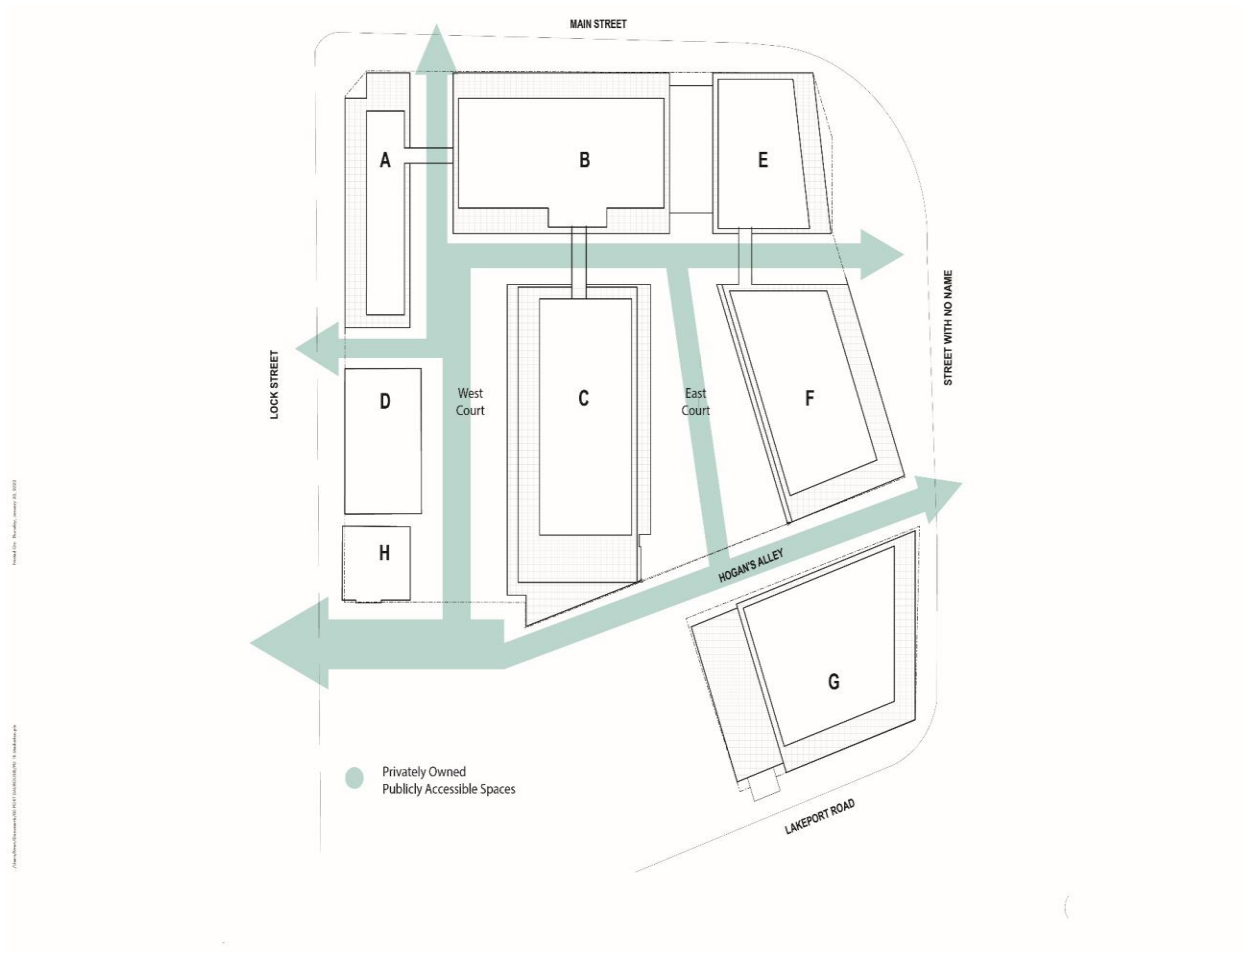 MAIN STREET
A
B
E
STREET WITH NO NAME
LOCK STREET
D
West
Court
C
East
Court
F
H
HOGAN'S ALLEY
G
Privately Owned
Publicly Accessible Spaces
LAKEPORT ROAD